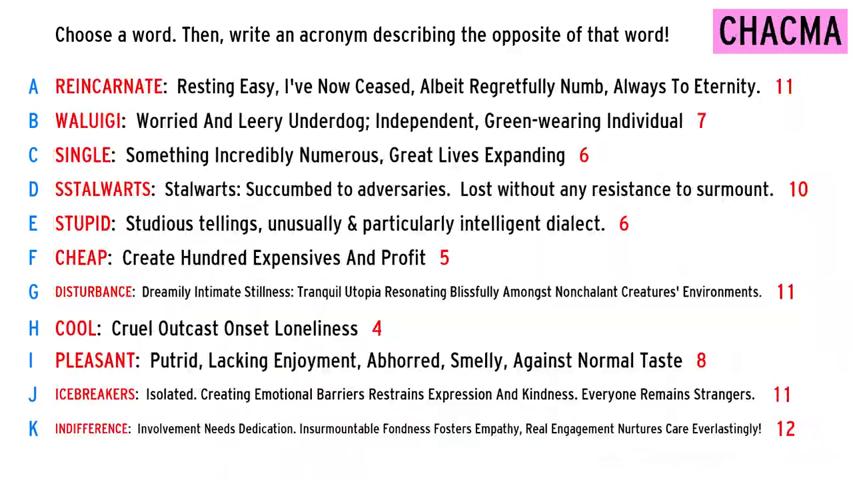 Choose a word. Then, write an acronym describing the opposite of that word!
CHACMA
A REINCARNATE: Resting Easy, I've Now Ceased, Albeit Regretfully Numb, Always To Eternity. 11
B WALUIGI: Worried And Leery Underdog; Independent, Green-wearing Individual 7
C SINGLE: Something Incredibly Numerous, Great Lives Expanding 6
D SSTALWARTS: Stalwarts: Succumbed to adversaries. Lost without any resistance to surmount. 10
E STUPID: Studious tellings, unusually & particularly intelligent dialect. 6
F CHEAP: Create Hundred Expensives And Profit 5
G DISTURBANCE: Dreamily Intimate Stillness: Tranquil Utopia Resonating Blissfully Amongst Nonchalant Creatures' Environments. 11
H COOL: Cruel Outcast Onset Loneliness 4
I PLEASANT: Putrid, Lacking Enjoyment, Abhorred, Smelly, Against Normal Taste 8
J ICEBREAKERS: Isolated. Creating Emotional Barriers Restrains Expression And Kindness. Everyone Remains Strangers. 11
K INDIFFERENCE: Involvement Needs Dedication. Insurmountable Fondness Fosters Empathy, Real Engagement Nurtures Care Everlastingly! 12